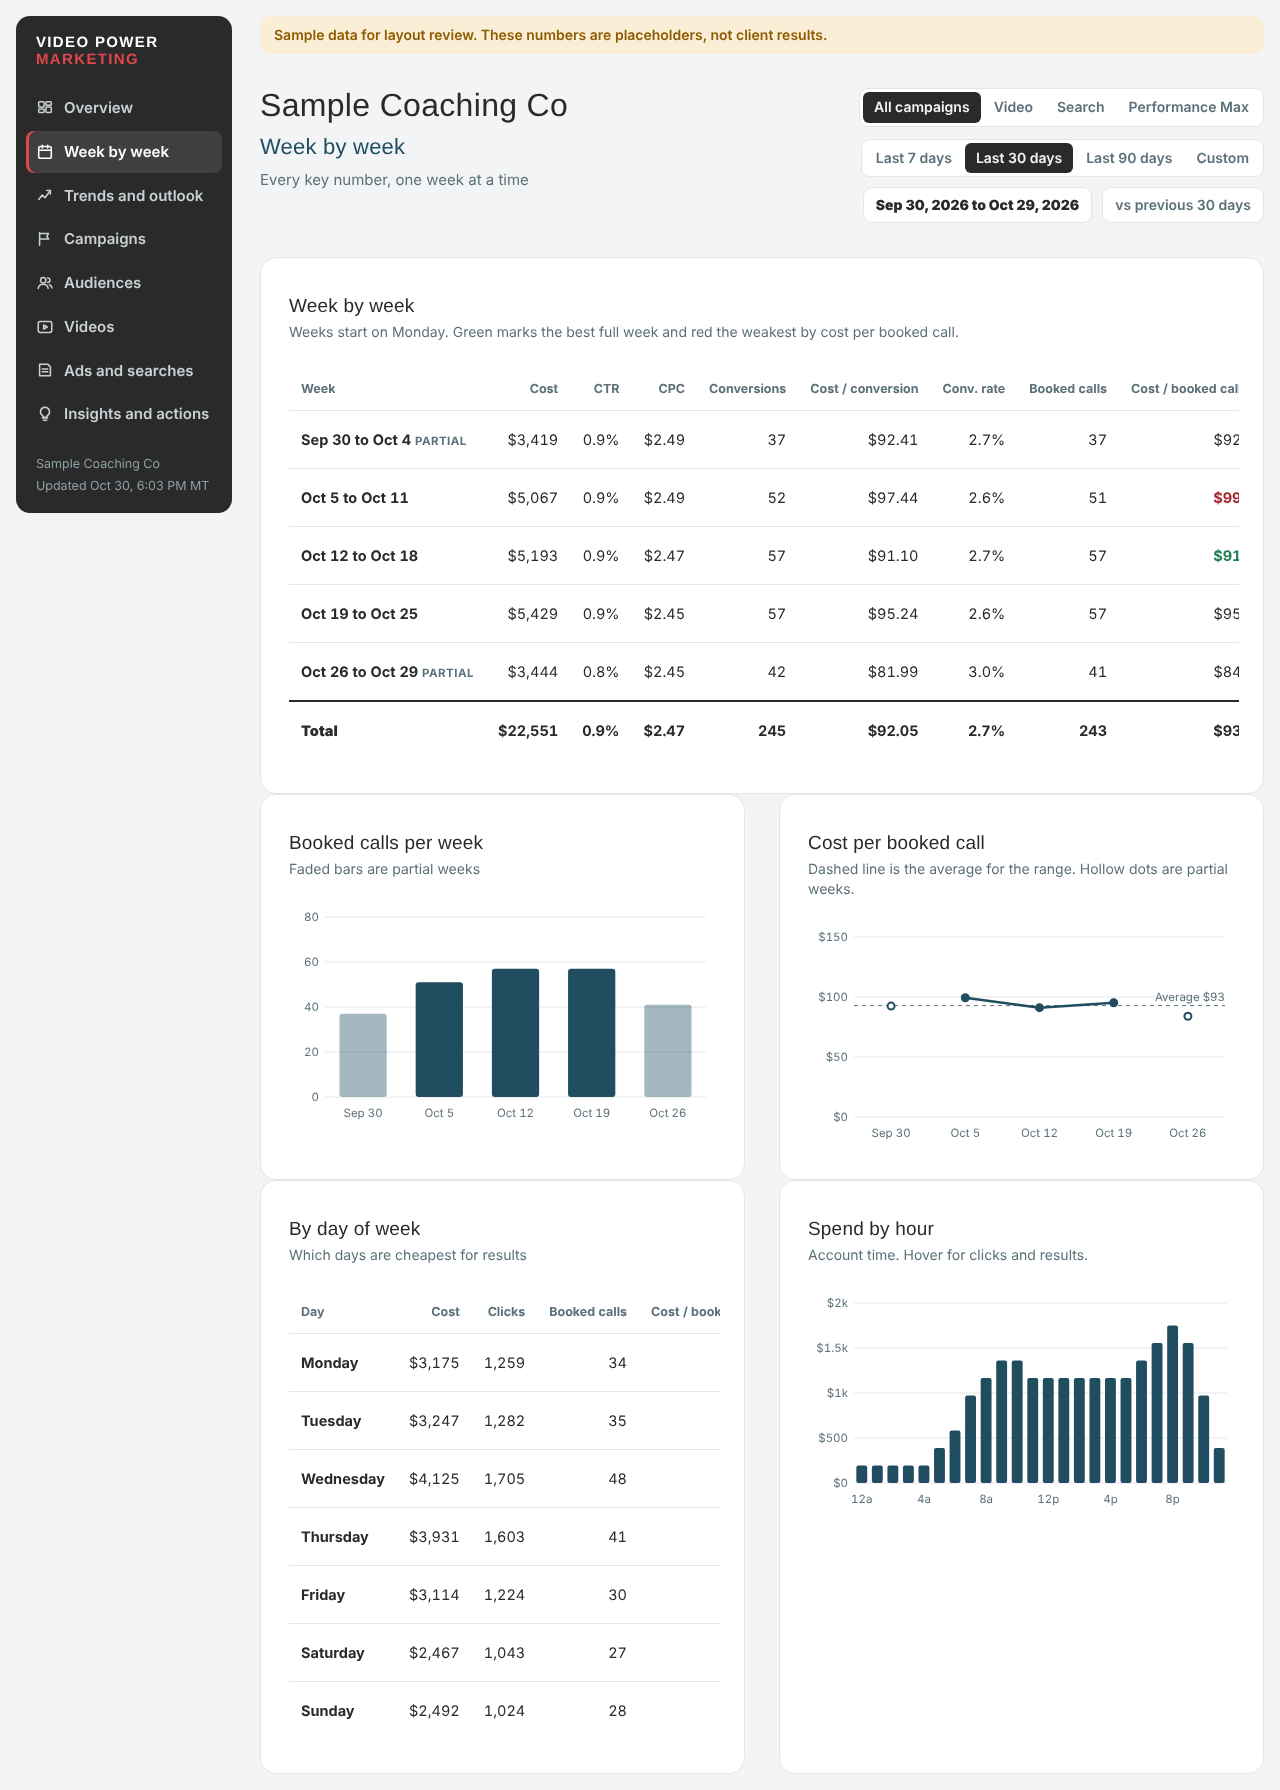 VIDEO POWER
MARKETING
Overview
Week by week
Trends and outlook
Campaigns
Audiences
Videos
Ads and searches
Insights and actions
Sample Coaching Co
Updated Oct 30, 6:03 PM MT
Sample data for layout review. These numbers are placeholders, not client results.
Sample Coaching Co
Week by week
Every key number, one week at a time
All campaigns Video Search Performance Max
Last 7 days Last 30 days Last 90 days Custom
Sep 30, 2026 to Oct 29, 2026 vs previous 30 days
Week by week
Weeks start on Monday. Green marks the best full week and red the weakest by cost per booked call.
Week Cost CTR CPC Conversions Cost / conversion Conv. rate Booked calls Cost / booked call
Sep 30 to Oct 4 PARTIAL $3,419 0.9% $2.49 37 $92.41 2.7% 37 $92
Oct 5 to Oct 11 $5,067 0.9% $2.49 52 $97.44 2.6% 51 $99
Oct 12 to Oct 18 $5,193 0.9% $2.47 57 $91.10 2.7% 57 $91
Oct 19 to Oct 25 $5,429 0.9% $2.45 57 $95.24 2.6% 57 $95
Oct 26 to Oct 29 PARTIAL $3,444 0.8% $2.45 42 $81.99 3.0% 41 $84
Total $22,551 0.9% $2.47 245 $92.05 2.7% 243 $93
Booked calls per week
Faded bars are partial weeks
80
60
40
20
0
Sep 30 Oct 5 Oct 12 Oct 19 Oct 26
Cost per booked call
Dashed line is the average for the range. Hollow dots are partial
weeks.
$150
$100
Average $93
$50
$0
Sep 30 Oct 5 Oct 12 Oct 19 Oct 26
By day of week
Which days are cheapest for results
Day Cost Clicks Booked calls Cost / book
Monday $3,175 1,259 34
Tuesday $3,247 1,282 35
Wednesday $4,125 1,705 48
Thursday $3,931 1,603 41
Friday $3,114 1,224 30
Saturday $2,467 1,043 27
Sunday $2,492 1,024 28
Spend by hour
Account time. Hover for clicks and results.
$2k
$1.5k
$1k
$500
$0
12a 4a 8a 12p 4p 8p